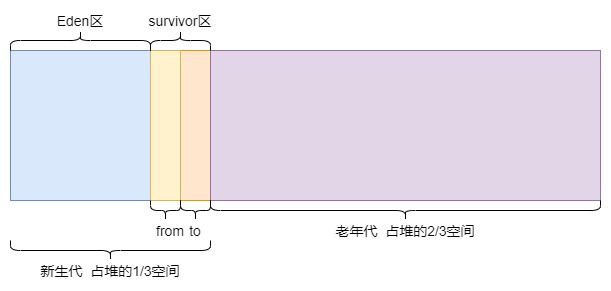 Eden区 survivor区
from to
老年代 占堆的2/3空间
新生代 占堆的1/3空间